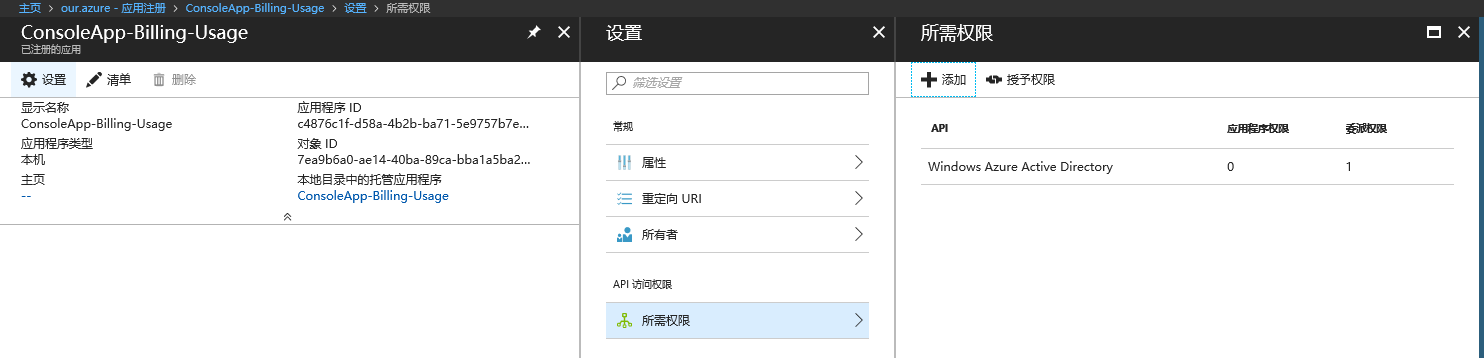 主页 > our.azure - 应用注册 > ConsoleApp-Billing-Usage > 设置 > 所需权限
ConsoleApp-Billing-Usage
已注册的应用
设置 清单 删除
显示名称 应用程序 ID
ConsoleApp-Billing-Usage c4876c1f-d58a-4b2b-ba71-5e9757b7e...
应用程序类型 对象 ID
本机 7ea9b6a0-ae14-40ba-89ca-bba1a5ba2...
主页 本地目录中的托管应用程序
-- ConsoleApp-Billing-Usage
设置
筛选设置
常规
属性
重定向 URI
所有者
API 访问权限
所需权限
所需权限
添加 授予权限
API 应用程序权限 委派权限
Windows Azure Active Directory 0 1